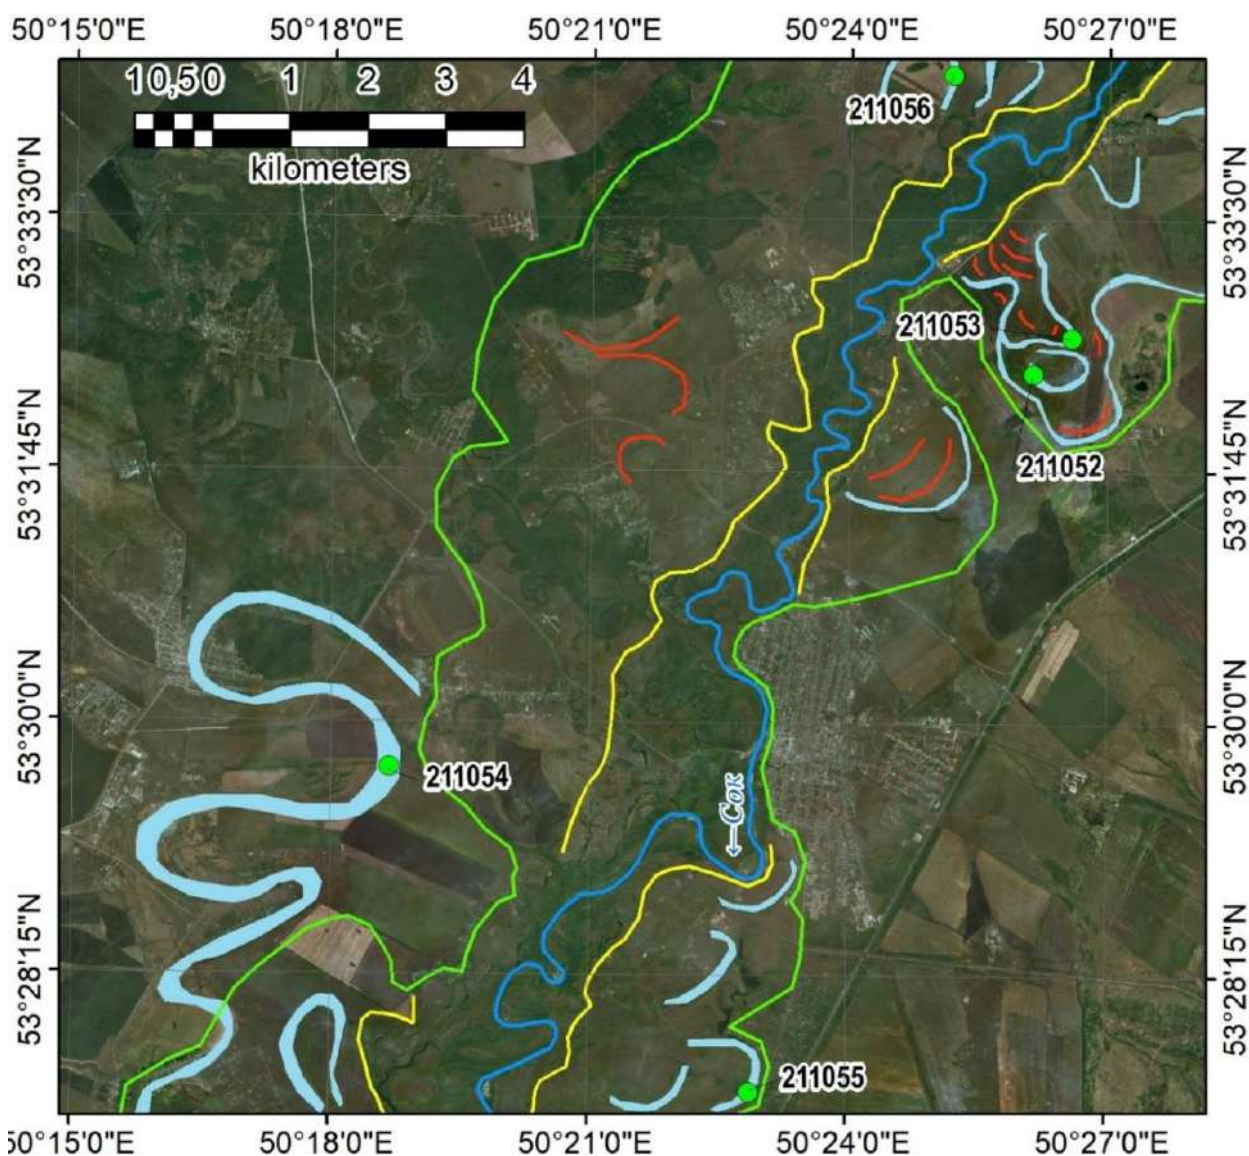 50°15'0"E 50°18'0"E 50°21'0"E 50°24'0"E 50°27'0"E
10,50 1 2 3 4
kilometers
211056
53°33'30"N 53°33'30"N
211053
53°31'45"N 53°31'45"N
211052
53°30'0"N 53°30'0"N
211054
←Сок
53°28'15"N 53°28'15"N
211055
50°15'0"E 50°18'0"E 50°21'0"E 50°24'0"E 50°27'0"E